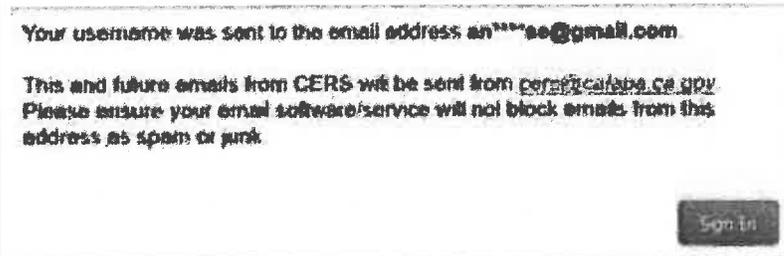 Your username was sent to the email address an****ao@gmail.com
This and future emails from CERS will be sent from cers@calepa.ca.gov
Please ensure your email software/service will not block emails from this
address as spam or junk
Sign In